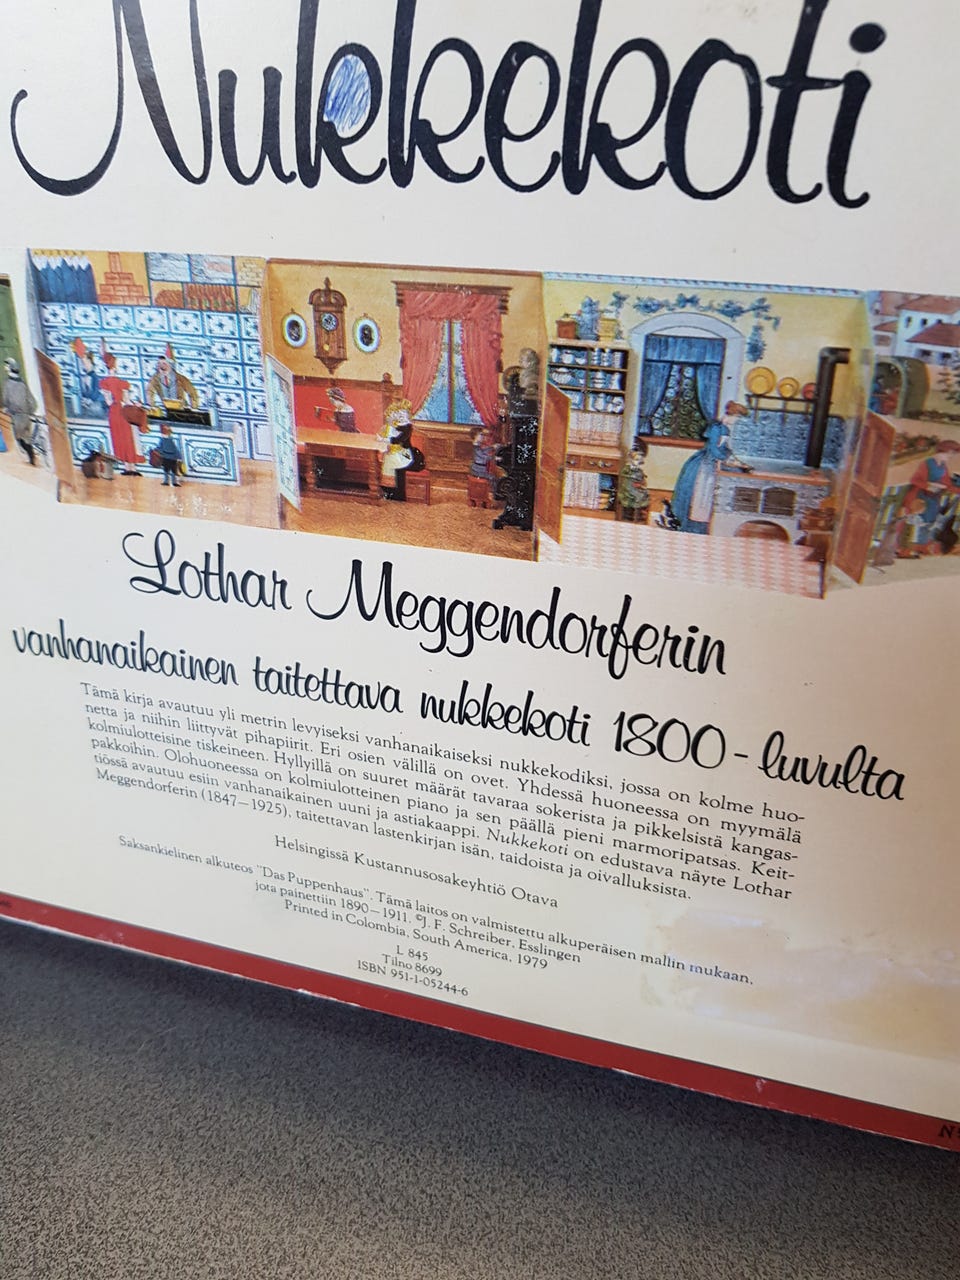 Nukkekoti
Lothar Meggendorferin
vanhanaikainen taitettava nukkekoti 1800-luvulta
Tämä kirja avautuu yli metrin levyiseksi vanhanaikaiseksi nukkekodiksi, jossa on kolme huo-
netta ja niihin liittyvät pihapiirit. Eri osien välillä on ovet. Yhdessä huoneessa on myymälä
kolmiulotteisine tiskeineen. Hyllyillä on suuret määrät tavaraa sokerista ja pikkelsistä kangas-
pakkoihin. Olohuoneessa on kolmiulotteinen piano ja sen päällä pieni marmoripatsas. Keit-
tiössä avautuu esiin vanhanaikainen uuni ja astiakaappi. Nukkekoti on edustava näyte Lothar
Meggendorferin (1847–1925), taitettavan lastenkirjan isän, taidoista ja oivalluksista.
Helsingissä Kustannusosakeyhtiö Otava
Saksankielinen alkuteos "Das Puppenhaus". Tämä laitos on valmistettu alkuperäisen mallin mukaan,
jota painettiin 1890–1911. ©J. F. Schreiber, Esslingen
Printed in Colombia, South America, 1979
L 845
Tilno 8699
ISBN 951-1-05244-6